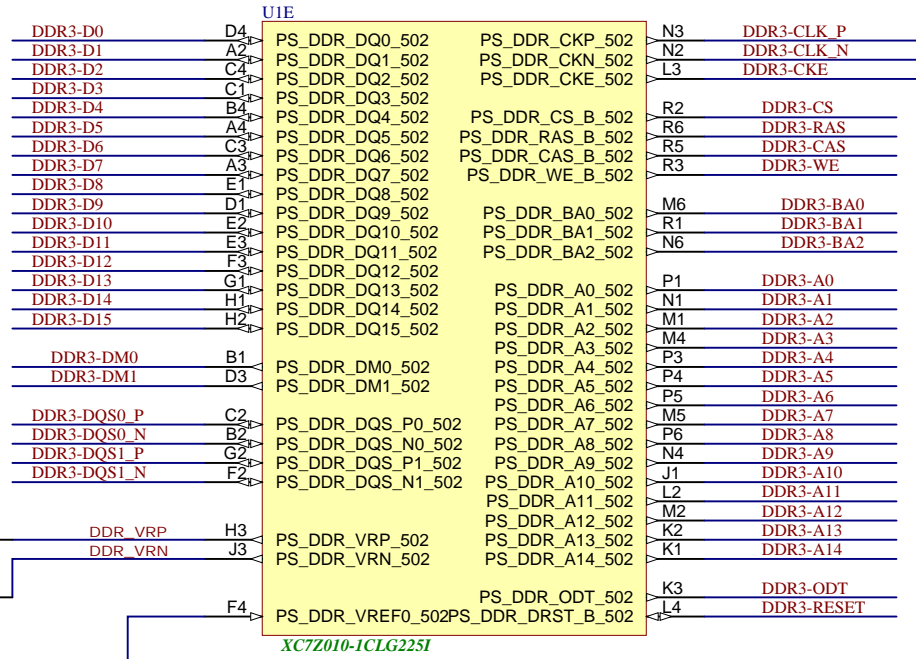 U1E
DDR3-D0 D4 PS_DDR_DQ0_502 PS_DDR_CKP_502 N3 DDR3-CLK_P
DDR3-D1 A2 PS_DDR_DQ1_502 PS_DDR_CKN_502 N2 DDR3-CLK_N
DDR3-D2 C4 PS_DDR_DQ2_502 PS_DDR_CKE_502 L3 DDR3-CKE
DDR3-D3 C1 PS_DDR_DQ3_502
DDR3-D4 B4 PS_DDR_DQ4_502 PS_DDR_CS_B_502 R2 DDR3-CS
DDR3-D5 A4 PS_DDR_DQ5_502 PS_DDR_RAS_B_502 R6 DDR3-RAS
DDR3-D6 C3 PS_DDR_DQ6_502 PS_DDR_CAS_B_502 R5 DDR3-CAS
DDR3-D7 A3 PS_DDR_DQ7_502 PS_DDR_WE_B_502 R3 DDR3-WE
DDR3-D8 E1 PS_DDR_DQ8_502
DDR3-D9 D1 PS_DDR_DQ9_502 PS_DDR_BA0_502 M6 DDR3-BA0
DDR3-D10 E2 PS_DDR_DQ10_502 PS_DDR_BA1_502 R1 DDR3-BA1
DDR3-D11 E3 PS_DDR_DQ11_502 PS_DDR_BA2_502 N6 DDR3-BA2
DDR3-D12 F3 PS_DDR_DQ12_502
DDR3-D13 G1 PS_DDR_DQ13_502 PS_DDR_A0_502 P1 DDR3-A0
DDR3-D14 H1 PS_DDR_DQ14_502 PS_DDR_A1_502 N1 DDR3-A1
DDR3-D15 H2 PS_DDR_DQ15_502 PS_DDR_A2_502 M1 DDR3-A2
PS_DDR_A3_502 M4 DDR3-A3
DDR3-DM0 B1 PS_DDR_DM0_502 PS_DDR_A4_502 P3 DDR3-A4
DDR3-DM1 D3 PS_DDR_DM1_502 PS_DDR_A5_502 P4 DDR3-A5
PS_DDR_A6_502 P5 DDR3-A6
DDR3-DQS0_P C2 PS_DDR_DQS_P0_502 PS_DDR_A7_502 M5 DDR3-A7
DDR3-DQS0_N B2 PS_DDR_DQS_N0_502 PS_DDR_A8_502 P6 DDR3-A8
DDR3-DQS1_P G2 PS_DDR_DQS_P1_502 PS_DDR_A9_502 N4 DDR3-A9
DDR3-DQS1_N F2 PS_DDR_DQS_N1_502 PS_DDR_A10_502 J1 DDR3-A10
PS_DDR_A11_502 L2 DDR3-A11
PS_DDR_A12_502 M2 DDR3-A12
DDR_VRP H3 PS_DDR_VRP_502 PS_DDR_A13_502 K2 DDR3-A13
DDR_VRN J3 PS_DDR_VRN_502 PS_DDR_A14_502 K1 DDR3-A14
PS_DDR_ODT_502 K3 DDR3-ODT
F4 PS_DDR_VREF0_502 PS_DDR_DRST_B_502 L4 DDR3-RESET
XC7Z010-1CLG225I